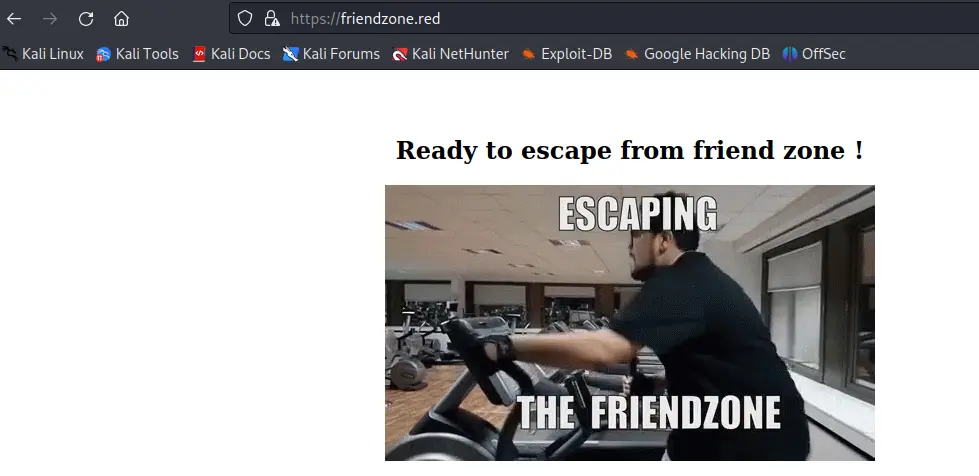 https://friendzone.red
Kali Linux Kali Tools Kali Docs Kali Forums Kali NetHunter Exploit-DB Google Hacking DB OffSec
Ready to escape from friend zone !
ESCAPING
THE FRIENDZONE